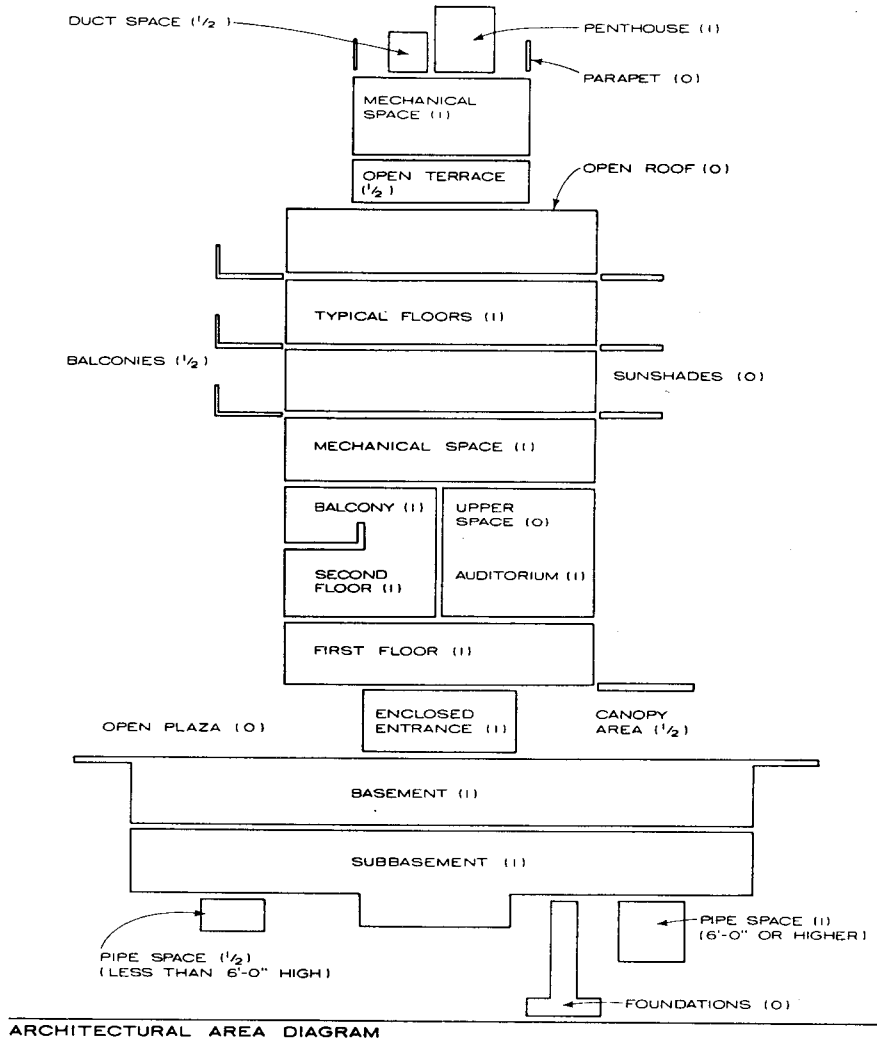 DUCT SPACE (1/2)
PENTHOUSE (1)
PARAPET (0)
MECHANICAL
SPACE (1)
OPEN TERRACE
(1/2)
OPEN ROOF (0)
TYPICAL FLOORS (1)
BALCONIES (1/2)
SUNSHADES (0)
MECHANICAL SPACE (1)
BALCONY (1)
UPPER
SPACE (0)
SECOND
FLOOR (1)
AUDITORIUM (1)
FIRST FLOOR (1)
OPEN PLAZA (0)
ENCLOSED
ENTRANCE (1)
CANOPY
AREA (1/2)
BASEMENT (1)
SUBBASEMENT (1)
PIPE SPACE (1/2)
(LESS THAN 6'-0" HIGH)
PIPE SPACE (1)
(6'-0" OR HIGHER)
FOUNDATIONS (0)
ARCHITECTURAL AREA DIAGRAM